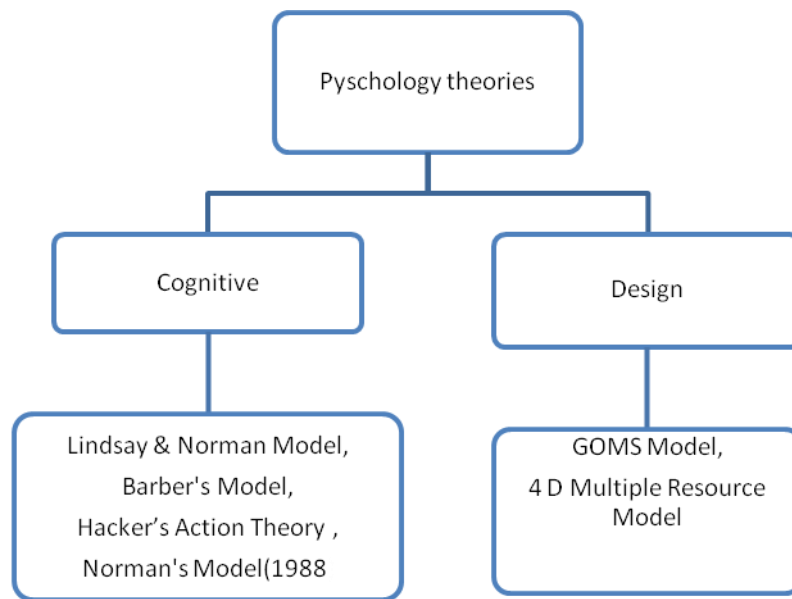 Pyschology theories
Cognitive
Design
Lindsay & Norman Model,
Barber's Model,
Hacker’s Action Theory ,
Norman's Model(1988
GOMS Model,
4 D Multiple Resource
Model